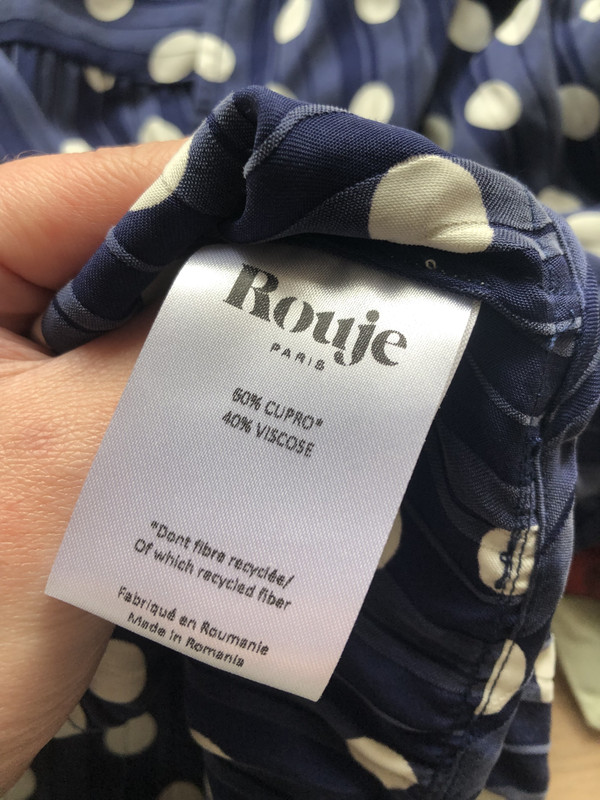 Rouje
PARIS
60% CUPRO*
40% VISCOSE
*Dont fibre recyclée/
Of which recycled fiber
Fabriqué en Roumanie
Made in Romania